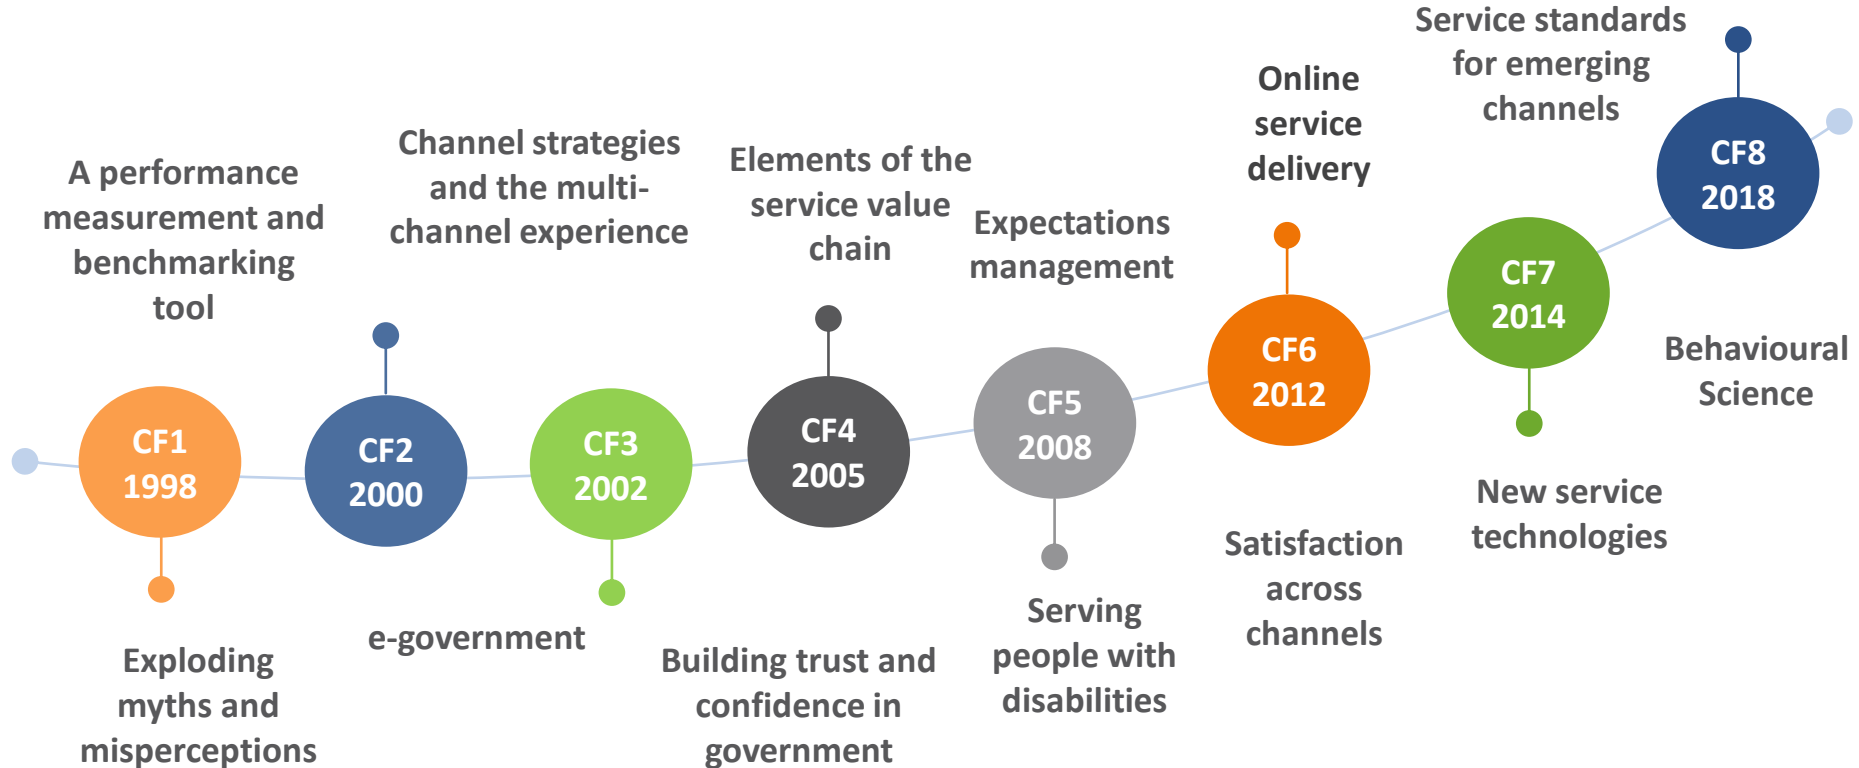 A performance
measurement and
benchmarking
tool
CF1
1998
Exploding
myths and
misperceptions
Channel strategies
and the multi-
channel experience
CF2
2000
e-government
CF3
2002
Elements of the
service value
chain
CF4
2005
Building trust and
confidence in
government
Expectations
management
CF5
2008
Serving
people with
disabilities
Online
service
delivery
CF6
2012
Satisfaction
across
channels
CF7
2014
New service
technologies
Service standards
for emerging
channels
CF8
2018
Behavioural
Science